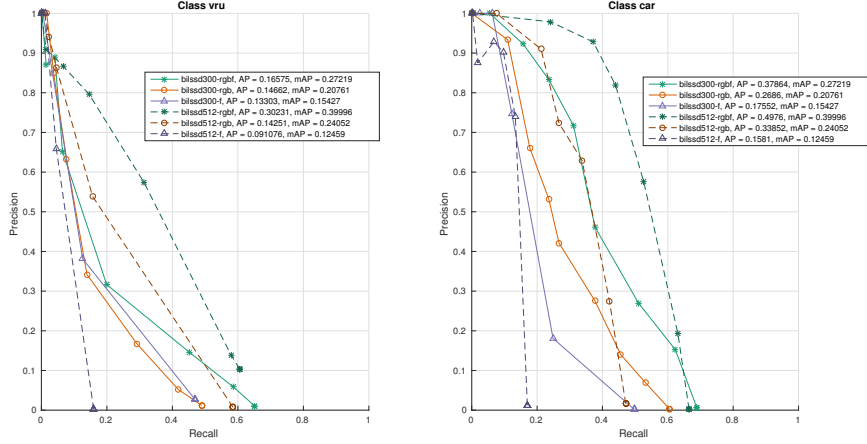 Class vru
1
0.9
0.8
0.7
0.6
0.5
0.4
0.3
0.2
0.1
0
Precision
0
0.2
0.4
0.6
0.8
1
Recall
bilssd300-rgbf, AP = 0.16575, mAP = 0.27219
bilssd300-rgb, AP = 0.14662, mAP = 0.20761
bilssd300-f, AP = 0.13303, mAP = 0.15427
bilssd512-rgbf, AP = 0.30231, mAP = 0.39996
bilssd512-rgb, AP = 0.14251, mAP = 0.24052
bilssd512-f, AP = 0.091076, mAP = 0.12459
Class car
1
0.9
0.8
0.7
0.6
0.5
0.4
0.3
0.2
0.1
0
Precision
0
0.2
0.4
0.6
0.8
1
Recall
bilssd300-rgbf, AP = 0.37864, mAP = 0.27219
bilssd300-rgb, AP = 0.2686, mAP = 0.20761
bilssd300-f, AP = 0.17552, mAP = 0.15427
bilssd512-rgbf, AP = 0.4976, mAP = 0.39996
bilssd512-rgb, AP = 0.33852, mAP = 0.24052
bilssd512-f, AP = 0.1581, mAP = 0.12459